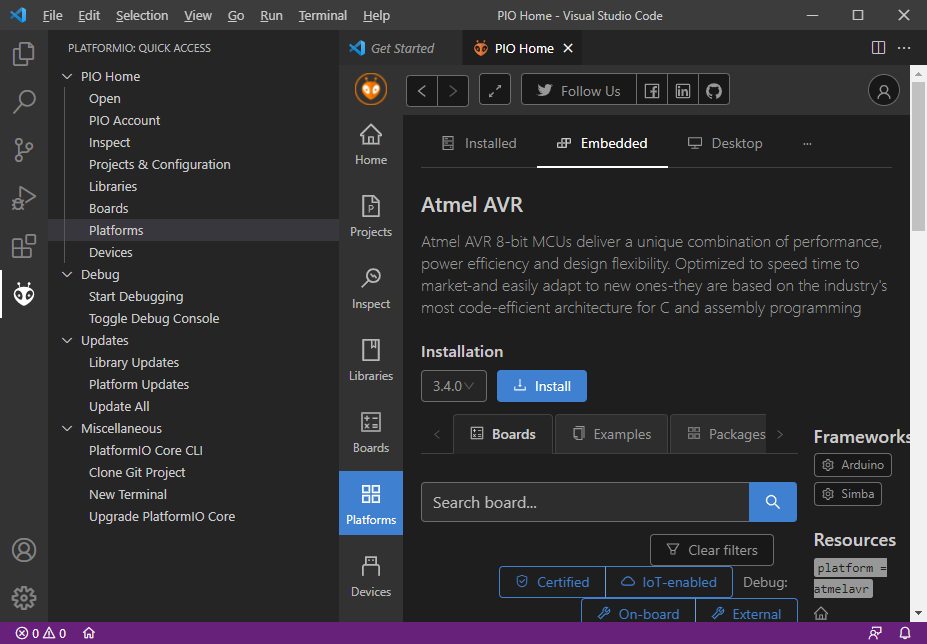 File Edit Selection View Go Run Terminal Help PIO Home - Visual Studio Code
PLATFORMIO: QUICK ACCESS
PIO Home
Open
PIO Account
Inspect
Projects & Configuration
Libraries
Boards
Platforms
Devices
Debug
Start Debugging
Toggle Debug Console
Updates
Library Updates
Platform Updates
Update All
Miscellaneous
PlatformIO Core CLI
Clone Git Project
New Terminal
Upgrade PlatformIO Core
Get Started PIO Home
Follow Us
Home
Projects
Inspect
Libraries
Boards
Platforms
Devices
Installed Embedded Desktop ...
Atmel AVR
Atmel AVR 8-bit MCUs deliver a unique combination of performance,
power efficiency and design flexibility. Optimized to speed time to
market-and easily adapt to new ones-they are based on the industry's
most code-efficient architecture for C and assembly programming
Installation
3.4.0 Install
Boards Examples Packages
Search board...
Clear filters
Certified IoT-enabled Debug:
On-board External
Frameworks
Arduino
Simba
Resources
platform =
atmelavr
0 0